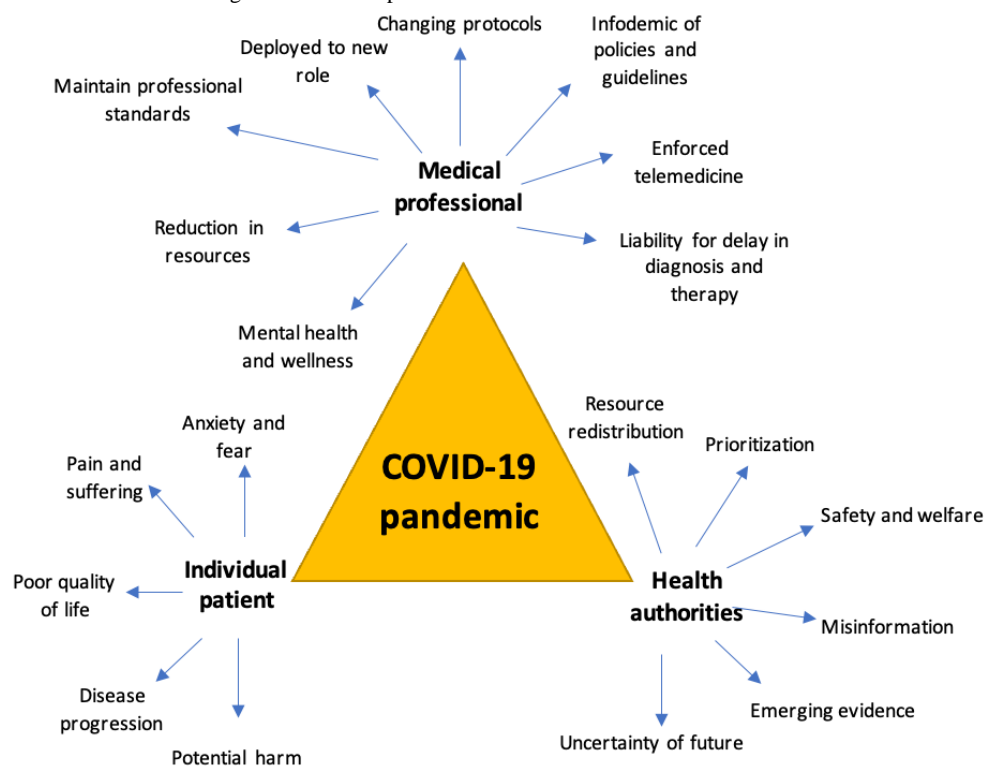 Changing protocols
Infodemic of
policies and
guidelines
Deployed to new
role
Maintain professional
standards
Medical
professional
Enforced
telemedicine
Reduction in
resources
Liability for delay in
diagnosis and
therapy
Mental health
and wellness
Resource
redistribution
Anxiety and
fear
Prioritization
Pain and
suffering
COVID-19
pandemic
Safety and welfare
Individual
patient
Health
authorities
Poor quality
of life
Misinformation
Disease
progression
Emerging evidence
Potential harm
Uncertainty of future